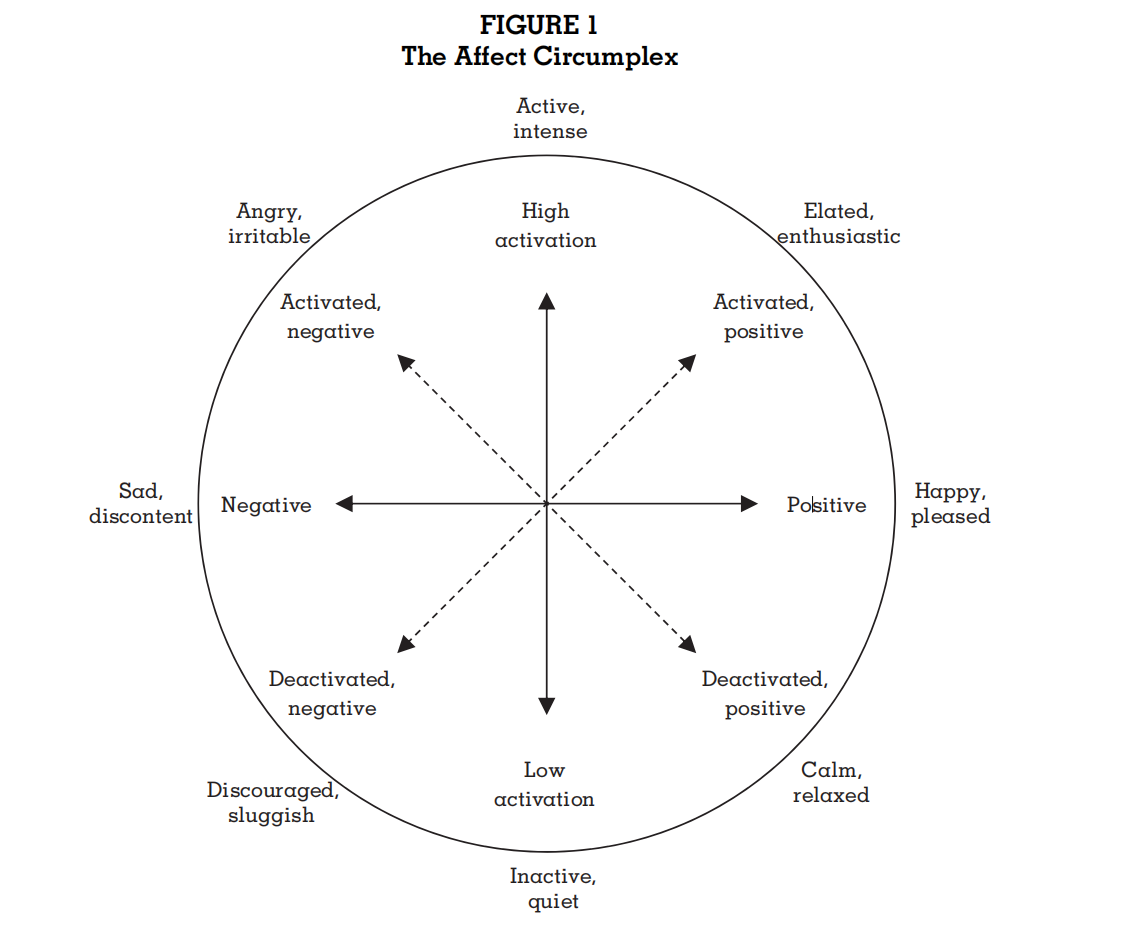 FIGURE 1
The Affect Circumplex
Active,
intense
Angry,
irritable
High
activation
Elated,
enthusiastic
Activated,
negative
Activated,
positive
Sad,
discontent
Negative
Positive
Happy,
pleased
Deactivated,
negative
Deactivated,
positive
Discouraged,
sluggish
Low
activation
Calm,
relaxed
Inactive,
quiet